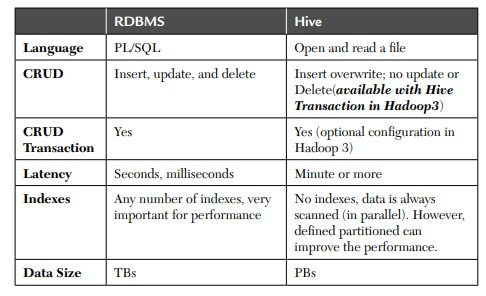 RDBMS Hive
Language PL/SQL Open and read a file
CRUD Insert, update, and delete Insert overwrite; no update or
Delete(available with Hive
Transaction in Hadoop3)
CRUD Yes Yes (optional configuration in
Transaction Hadoop 3)
Latency Seconds, milliseconds Minute or more
Indexes Any number of indexes, very No indexes, data is always
important for performance scanned (in parallel). However,
defined partitioned can
improve the performance.
Data Size TBs PBs